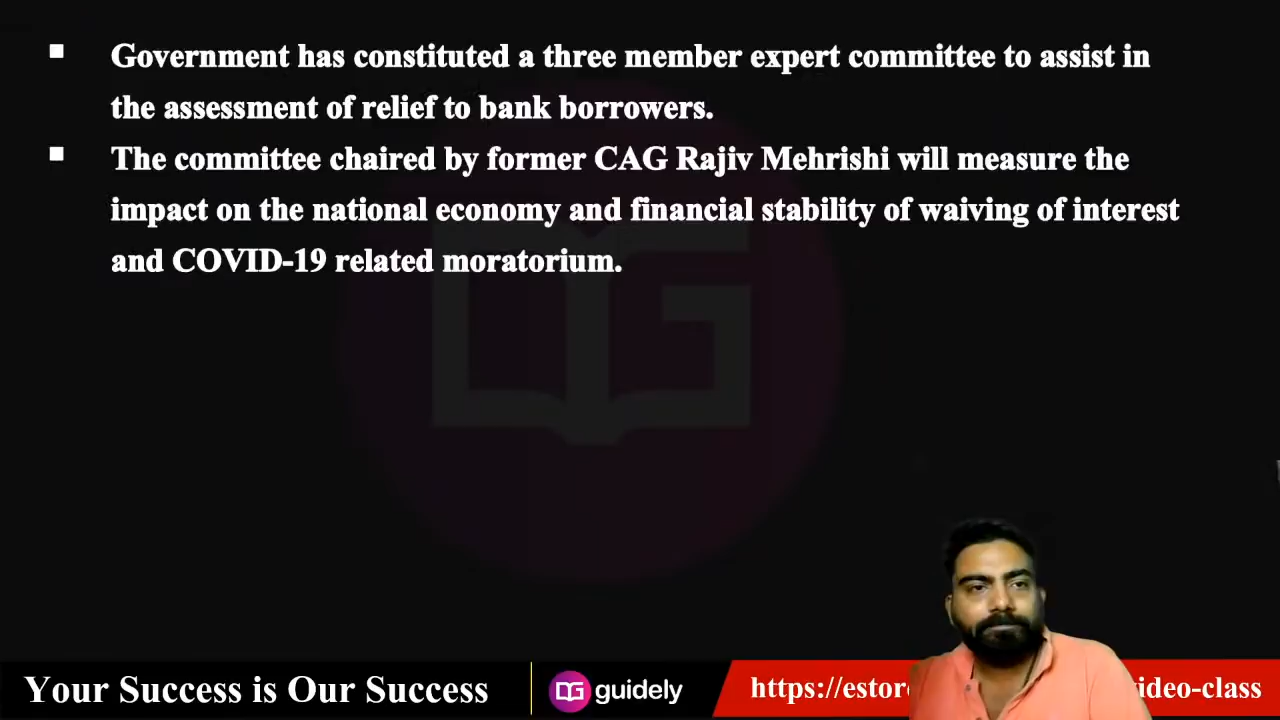 Government has constituted a three member expert committee to assist in
the assessment of relief to bank borrowers.
The committee chaired by former CAG Rajiv Mehrishi will measure the
impact on the national economy and financial stability of waiving of interest
and COVID-19 related moratorium.
Your Success is Our Success
guidely
https://estor
ideo-class